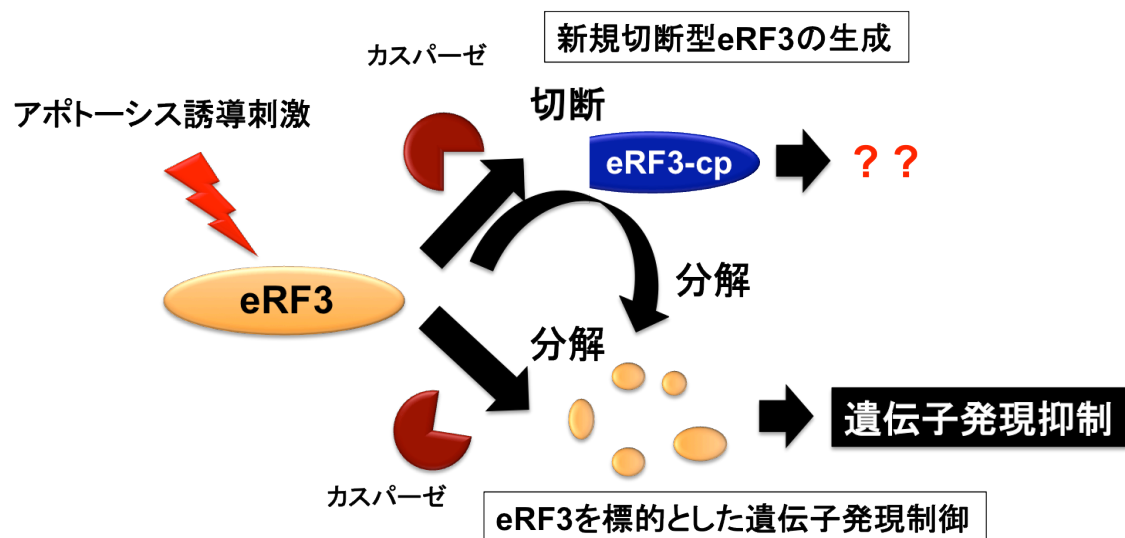 新規切断型eRF3の生成
カスパーゼ
切断
アポトーシス誘導刺激
eRF3-cp
？？
分解
eRF3
分解
遺伝子発現抑制
カスパーゼ
eRF3を標的とした遺伝子発現制御